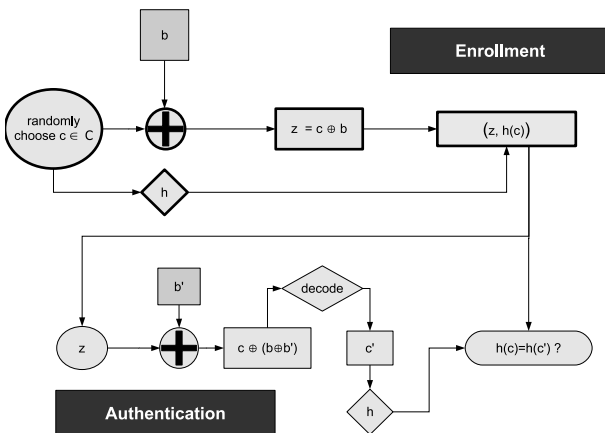 b
Enrollment
randomly
choose c ∈ C
z = c ⊕ b
(z, h(c))
h
b'
decode
z
c ⊕ (b⊕b')
c'
h(c)=h(c') ?
h
Authentication